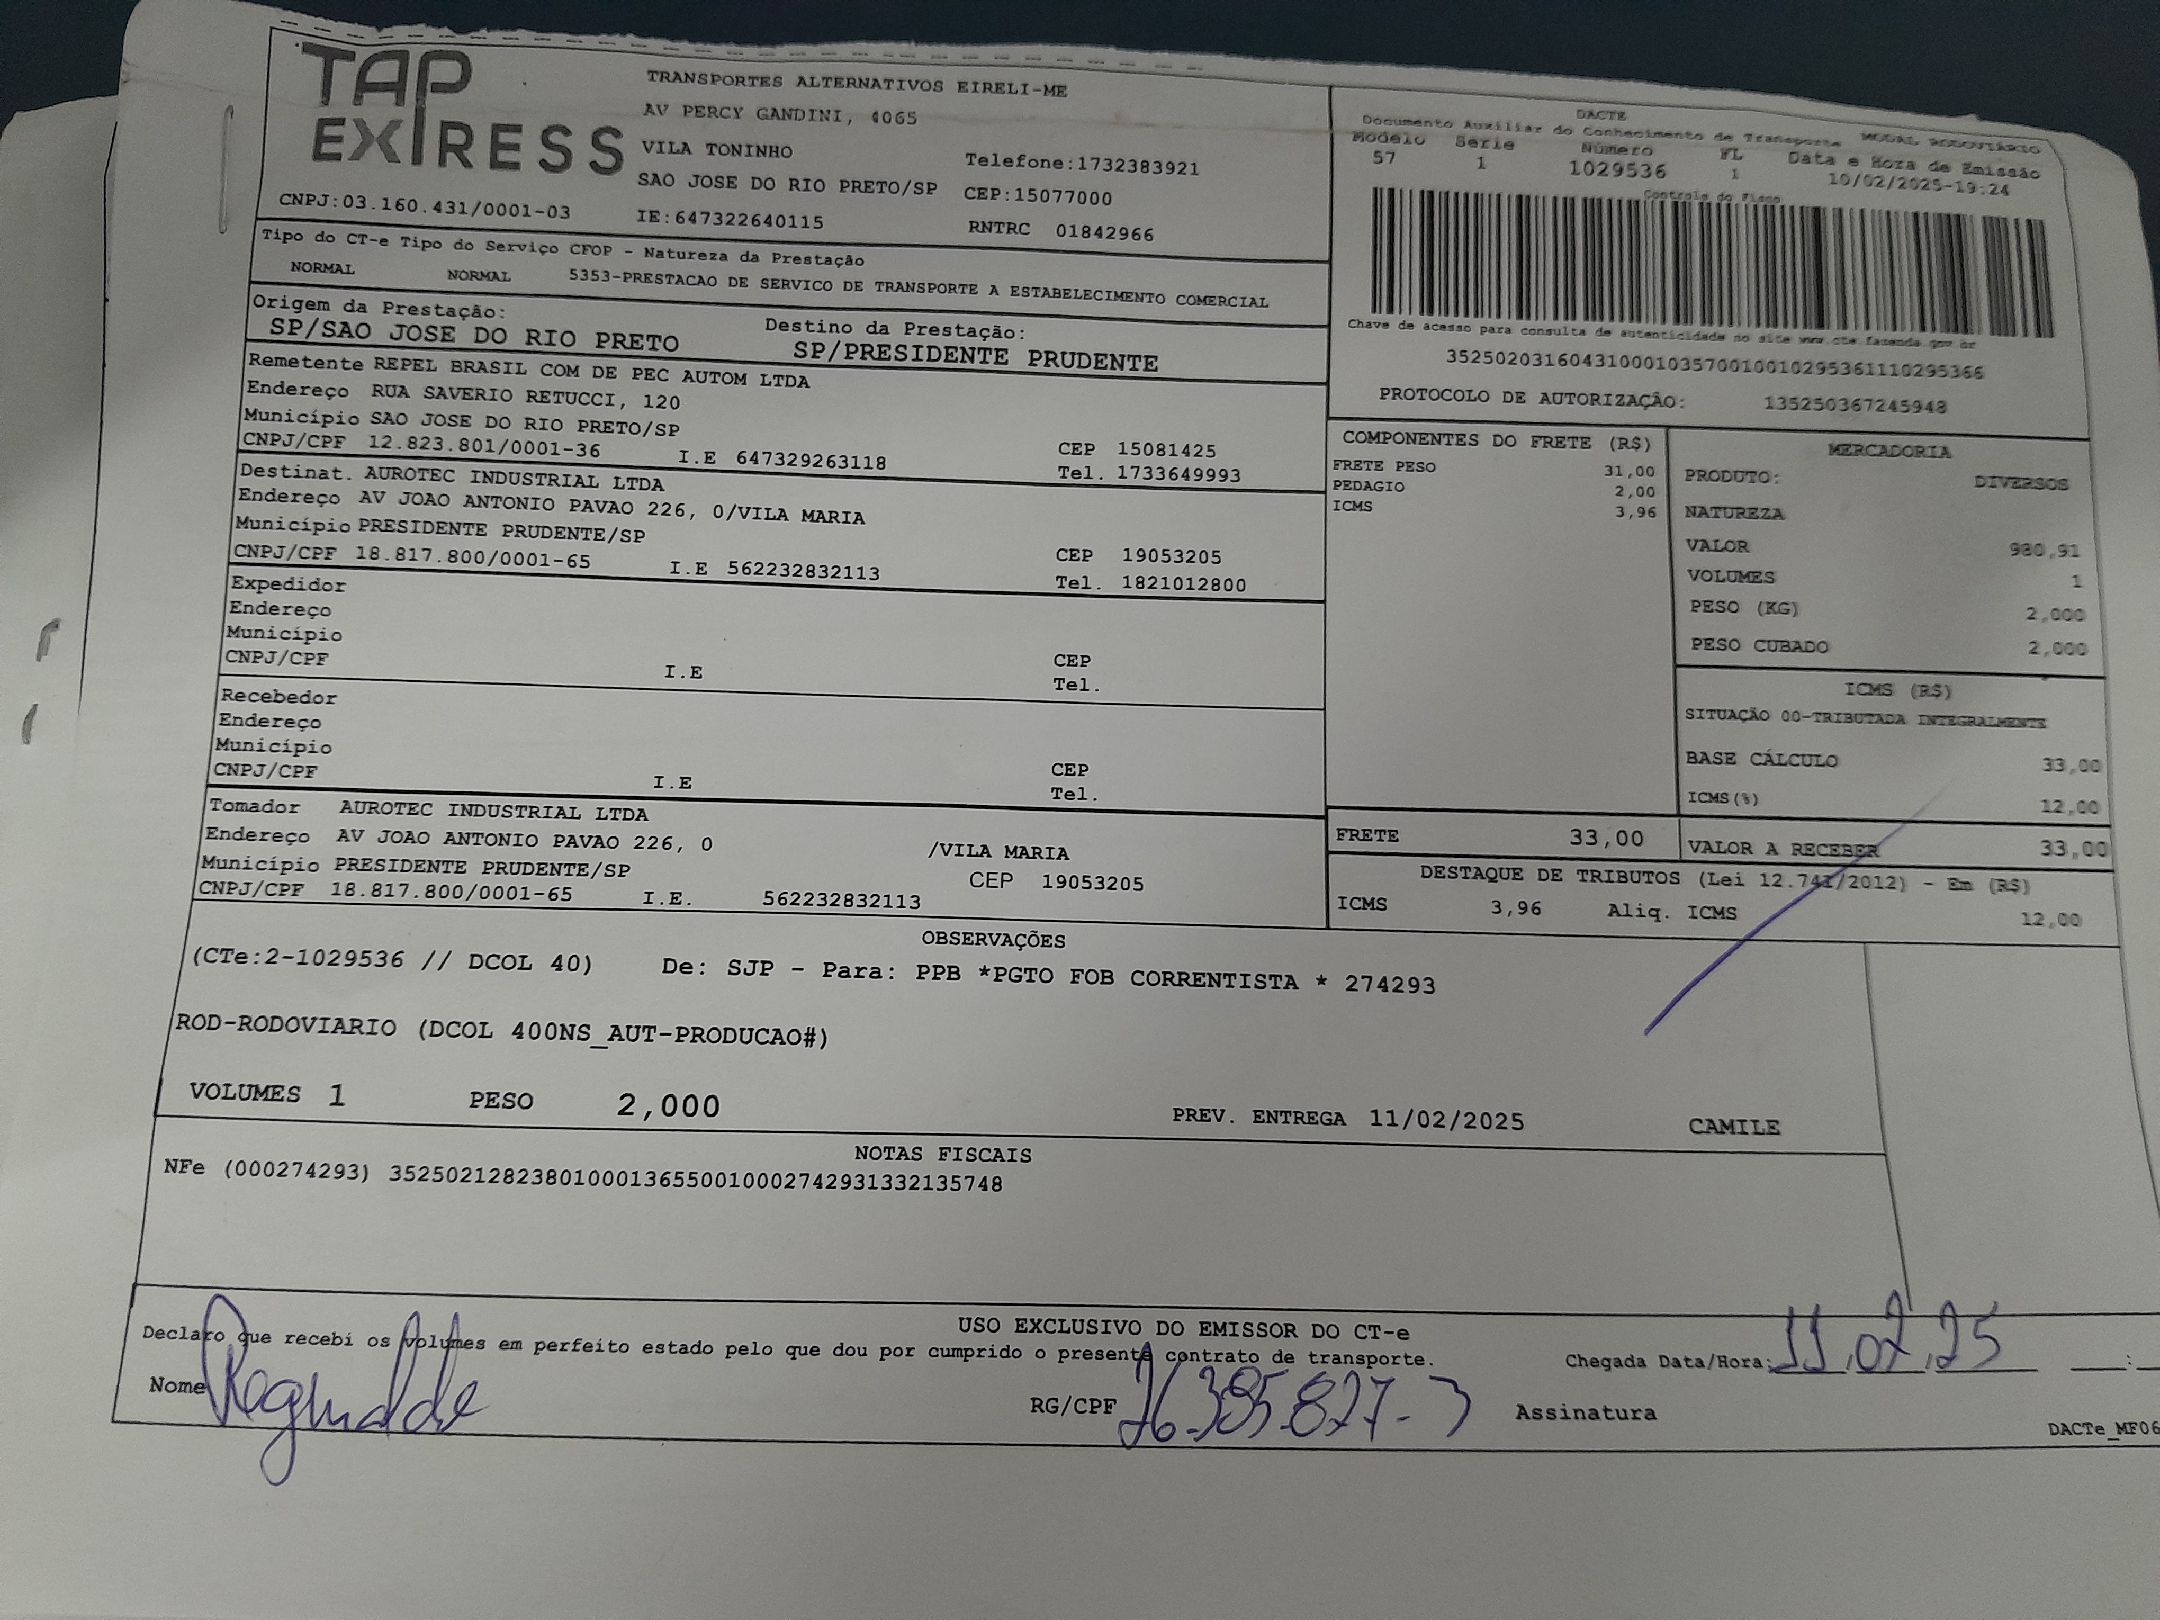 TAP
EXPRESS
TRANSPORTES ALTERNATIVOS EIRELI-ME
AV PERCY GANDINI, 4065
VILA TONINHO Telefone:1732383921
SAO JOSE DO RIO PRETO/SP CEP:15077000
CNPJ:03.160.431/0001-03 IE:647322640115 RNTRC 01842966
DACTE
Documento Auxiliar do Conhecimento de Transporte MODAL RODOVIÁRIO
Modelo Serie Número FL Data e Hora de Emissão
57 1 1029536 1 10/02/2025-19:24
Controle do Fisco
Chave de acesso para consulta de autenticidade no site www.cte.fazenda.gov.br
35250203160431000103570010010295361110295366
PROTOCOLO DE AUTORIZAÇÃO: 135250367245948
Tipo do CT-e Tipo do Serviço CFOP - Natureza da Prestação
NORMAL NORMAL 5353-PRESTACAO DE SERVICO DE TRANSPORTE A ESTABELECIMENTO COMERCIAL
Origem da Prestação: Destino da Prestação:
SP/SAO JOSE DO RIO PRETO SP/PRESIDENTE PRUDENTE
Remetente REPEL BRASIL COM DE PEC AUTOM LTDA
Endereço RUA SAVERIO RETUCCI, 120
Município SAO JOSE DO RIO PRETO/SP CEP 15081425
CNPJ/CPF 12.823.801/0001-36 I.E 647329263118 Tel. 1733649993
Destinat. AUROTEC INDUSTRIAL LTDA
Endereço AV JOAO ANTONIO PAVAO 226, 0/VILA MARIA
Município PRESIDENTE PRUDENTE/SP CEP 19053205
CNPJ/CPF 18.817.800/0001-65 I.E 562232832113 Tel. 1821012800
Expedidor
Endereço
Município CEP
CNPJ/CPF I.E Tel.
Recebedor
Endereço
Município CEP
CNPJ/CPF I.E Tel.
Tomador AUROTEC INDUSTRIAL LTDA
Endereço AV JOAO ANTONIO PAVAO 226, 0 /VILA MARIA
Município PRESIDENTE PRUDENTE/SP CEP 19053205
CNPJ/CPF 18.817.800/0001-65 I.E. 562232832113
COMPONENTES DO FRETE (R$)
FRETE PESO 31,00
PEDAGIO 2,00
ICMS 3,96
MERCADORIA
PRODUTO: DIVERSOS
NATUREZA
VALOR 980,91
VOLUMES 1
PESO (KG) 2,000
PESO CUBADO 2,000
ICMS (R$)
SITUAÇÃO 00-TRIBUTADA INTEGRALMENTE
BASE CÁLCULO 33,00
ICMS(%) 12,00
FRETE 33,00 VALOR A RECEBER 33,00
DESTAQUE DE TRIBUTOS (Lei 12.741/2012) - Em (R$)
ICMS 3,96 Aliq. ICMS 12,00
OBSERVAÇÕES
(CTe:2-1029536 // DCOL 40) De: SJP - Para: PPB *PGTO FOB CORRENTISTA * 274293
ROD-RODOVIARIO (DCOL 400NS_AUT-PRODUCAO#)
VOLUMES 1 PESO 2,000 PREV. ENTREGA 11/02/2025 CAMILE
NOTAS FISCAIS
NFe (000274293) 35250212823801000136550010002742931332135748
USO EXCLUSIVO DO EMISSOR DO CT-e
Declaro que recebi os volumes em perfeito estado pelo que dou por cumprido o presente contrato de transporte. Chegada Data/Hora: 11.02.25 :
Nome RG/CPF 26.385.827-3 Assinatura
DACTe_MF06